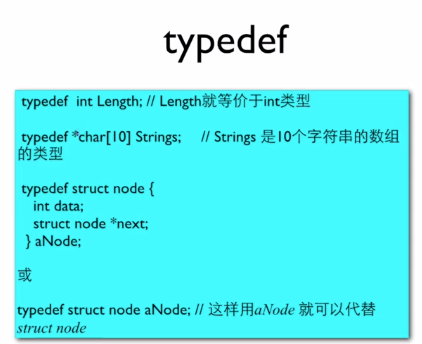 typedef
typedef int Length; // Length就等价于int类型
typedef *char[10] Strings; // Strings 是10个字符串的数组
的类型
typedef struct node {
int data;
struct node *next;
} aNode;
或
typedef struct node aNode; // 这样用aNode 就可以代替
struct node